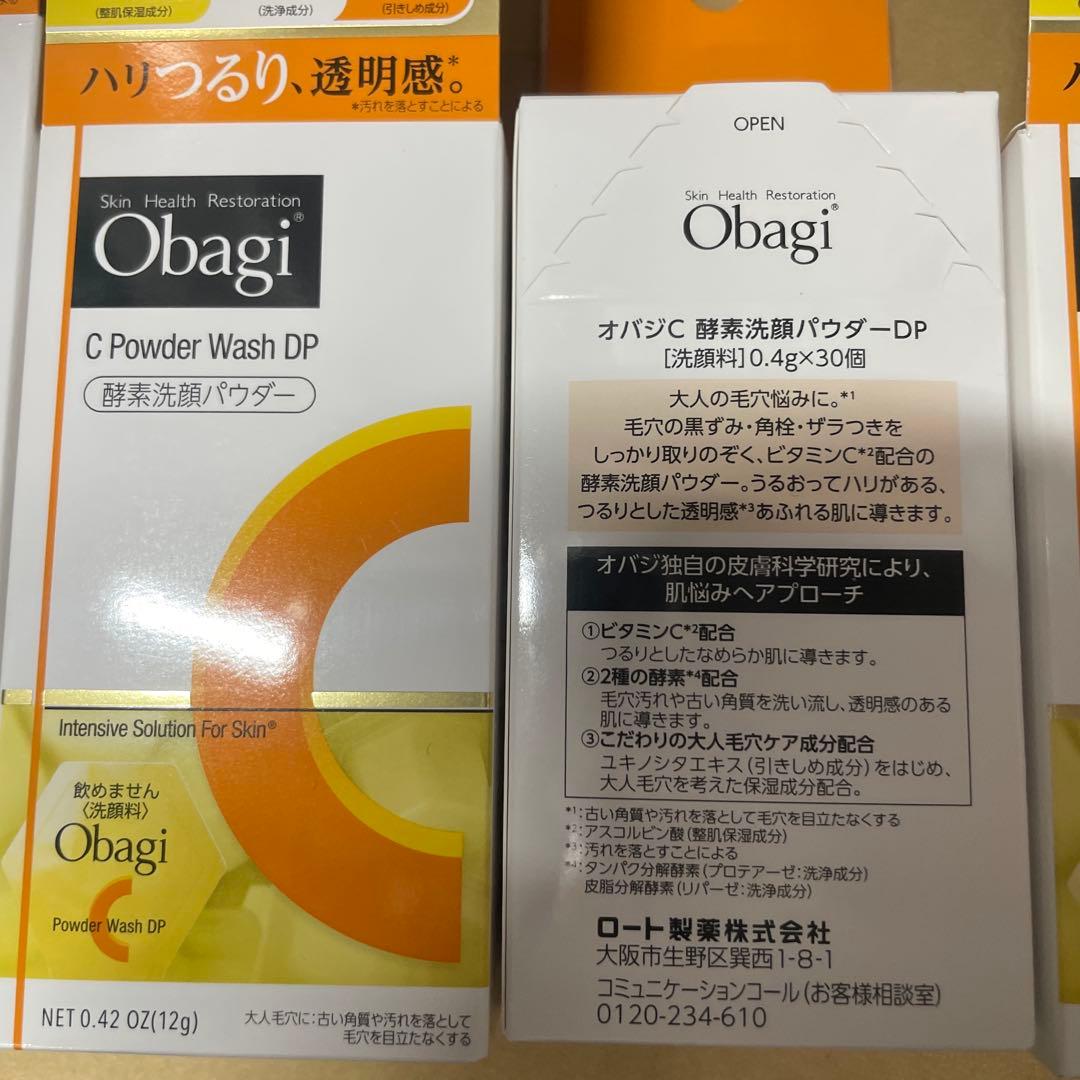 (整肌保湿成分)
(洗浄成分)
(引きしめ成分)
ハリつるり、透明感*。
*汚れを落とすことによる
Skin Health Restoration
Obagi®
C Powder Wash DP
酵素洗顔パウダー
Intensive Solution For Skin®
飲めません
〈洗顔料〉
Obagi
C
Powder Wash DP
NET 0.42 OZ(12g)
大人毛穴に:古い角質や汚れを落として
毛穴を目立たなくする
OPEN
Skin Health Restoration
Obagi®
オバジC 酵素洗顔パウダーDP
[洗顔料]0.4g×30個
大人の毛穴悩みに。*1
毛穴の黒ずみ・角栓・ザラつきを
しっかり取りのぞく、ビタミンC*2配合の
酵素洗顔パウダー。うるおってハリがある、
つるりとした透明感*3あふれる肌に導きます。
オバジ独自の皮膚科学研究により、
肌悩みへアプローチ
①ビタミンC*2配合
つるりとしたなめらか肌に導きます。
②2種の酵素*4配合
毛穴汚れや古い角質を洗い流し、透明感のある
肌に導きます。
③こだわりの大人毛穴ケア成分配合
ユキノシタエキス(引きしめ成分)をはじめ、
大人毛穴を考えた保湿成分配合。
*1:古い角質や汚れを落として毛穴を目立たなくする
*2:アスコルビン酸(整肌保湿成分)
*3:汚れを落とすことによる
*4:タンパク分解酵素(プロテアーゼ:洗浄成分)
皮脂分解酵素(リパーゼ:洗浄成分)
ロート製薬株式会社
大阪市生野区巽西1-8-1
コミュニケーションコール(お客様相談室)
0120-234-610